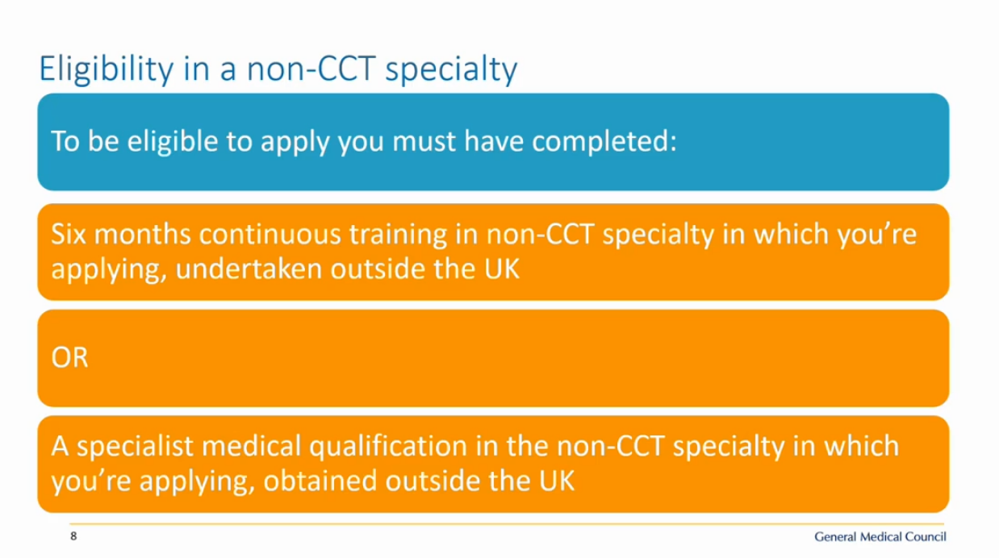 Eligibility in a non-CCT specialty
To be eligible to apply you must have completed:
Six months continuous training in non-CCT specialty in which you’re
applying, undertaken outside the UK
OR
A specialist medical qualification in the non-CCT specialty in which
you’re applying, obtained outside the UK
8
General Medical Council